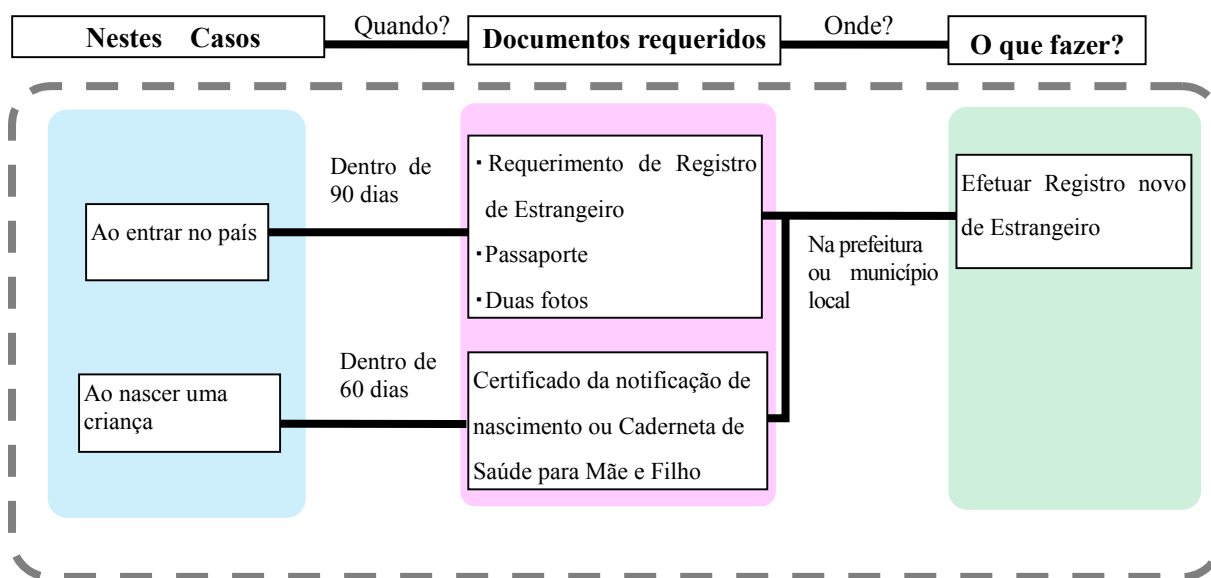 Nestes Casos
Quando?
Documentos requeridos
Onde?
O que fazer?
Ao entrar no país
Dentro de
90 dias
・Requerimento de Registro
de Estrangeiro
・Passaporte
・Duas fotos
Na prefeitura
ou município
local
Efetuar Registro novo
de Estrangeiro
Ao nascer uma
criança
Dentro de
60 dias
Certificado da notificação de
nascimento ou Caderneta de
Saúde para Mãe e Filho